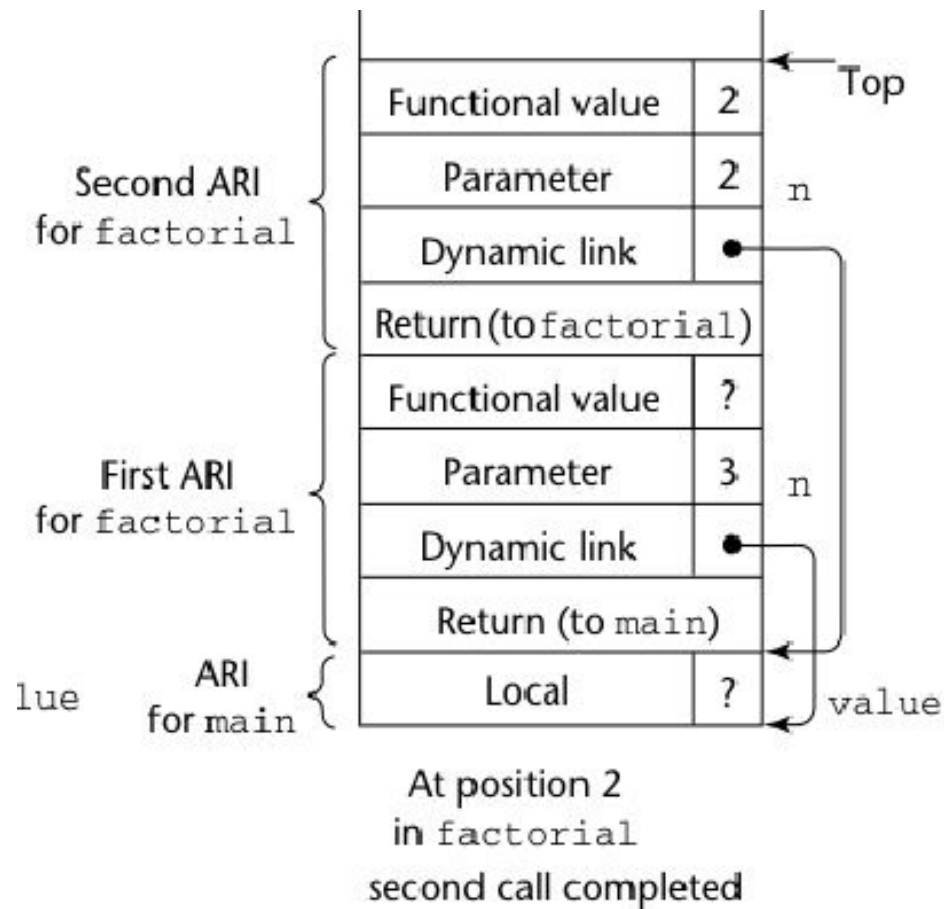 Top
Functional value 2
Second ARI
for factorial
Parameter 2 n
Dynamic link
Return (to factorial)
Functional value ?
First ARI
for factorial
Parameter 3 n
Dynamic link
Return (to main)
lue
ARI
for main
Local ?
value
At position 2
in factorial
second call completed